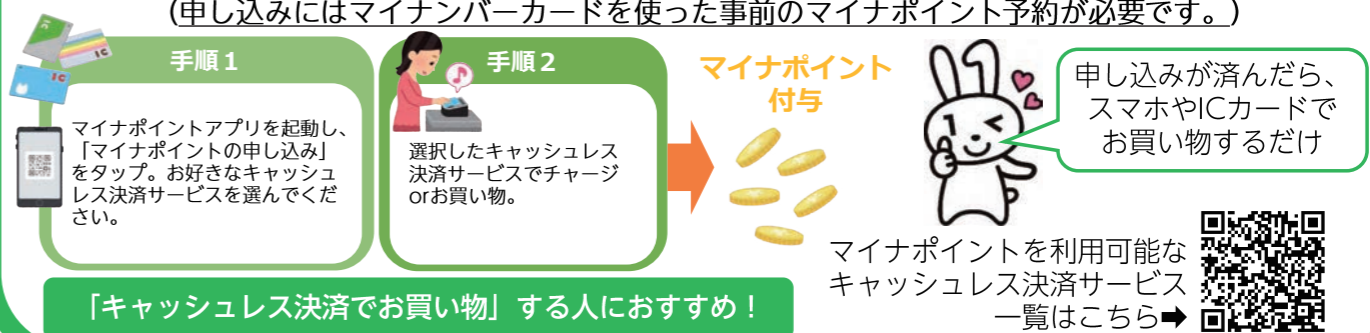 （申し込みにはマイナンバーカードを使った事前のマイナポイント予約が必要です。）
手順１
マイナポイントアプリを起動し、
「マイナポイントの申し込み」
をタップ。お好きなキャッシュ
レス決済サービスを選んでくだ
さい。
手順２
選択したキャッシュレス
決済サービスでチャージ
orお買い物。
マイナポイント
付与
申し込みが済んだら、
スマホやICカードで
お買い物するだけ
マイナポイントを利用可能な
キャッシュレス決済サービス
一覧はこちら➡
「キャッシュレス決済でお買い物」する人におすすめ！
IC
IC